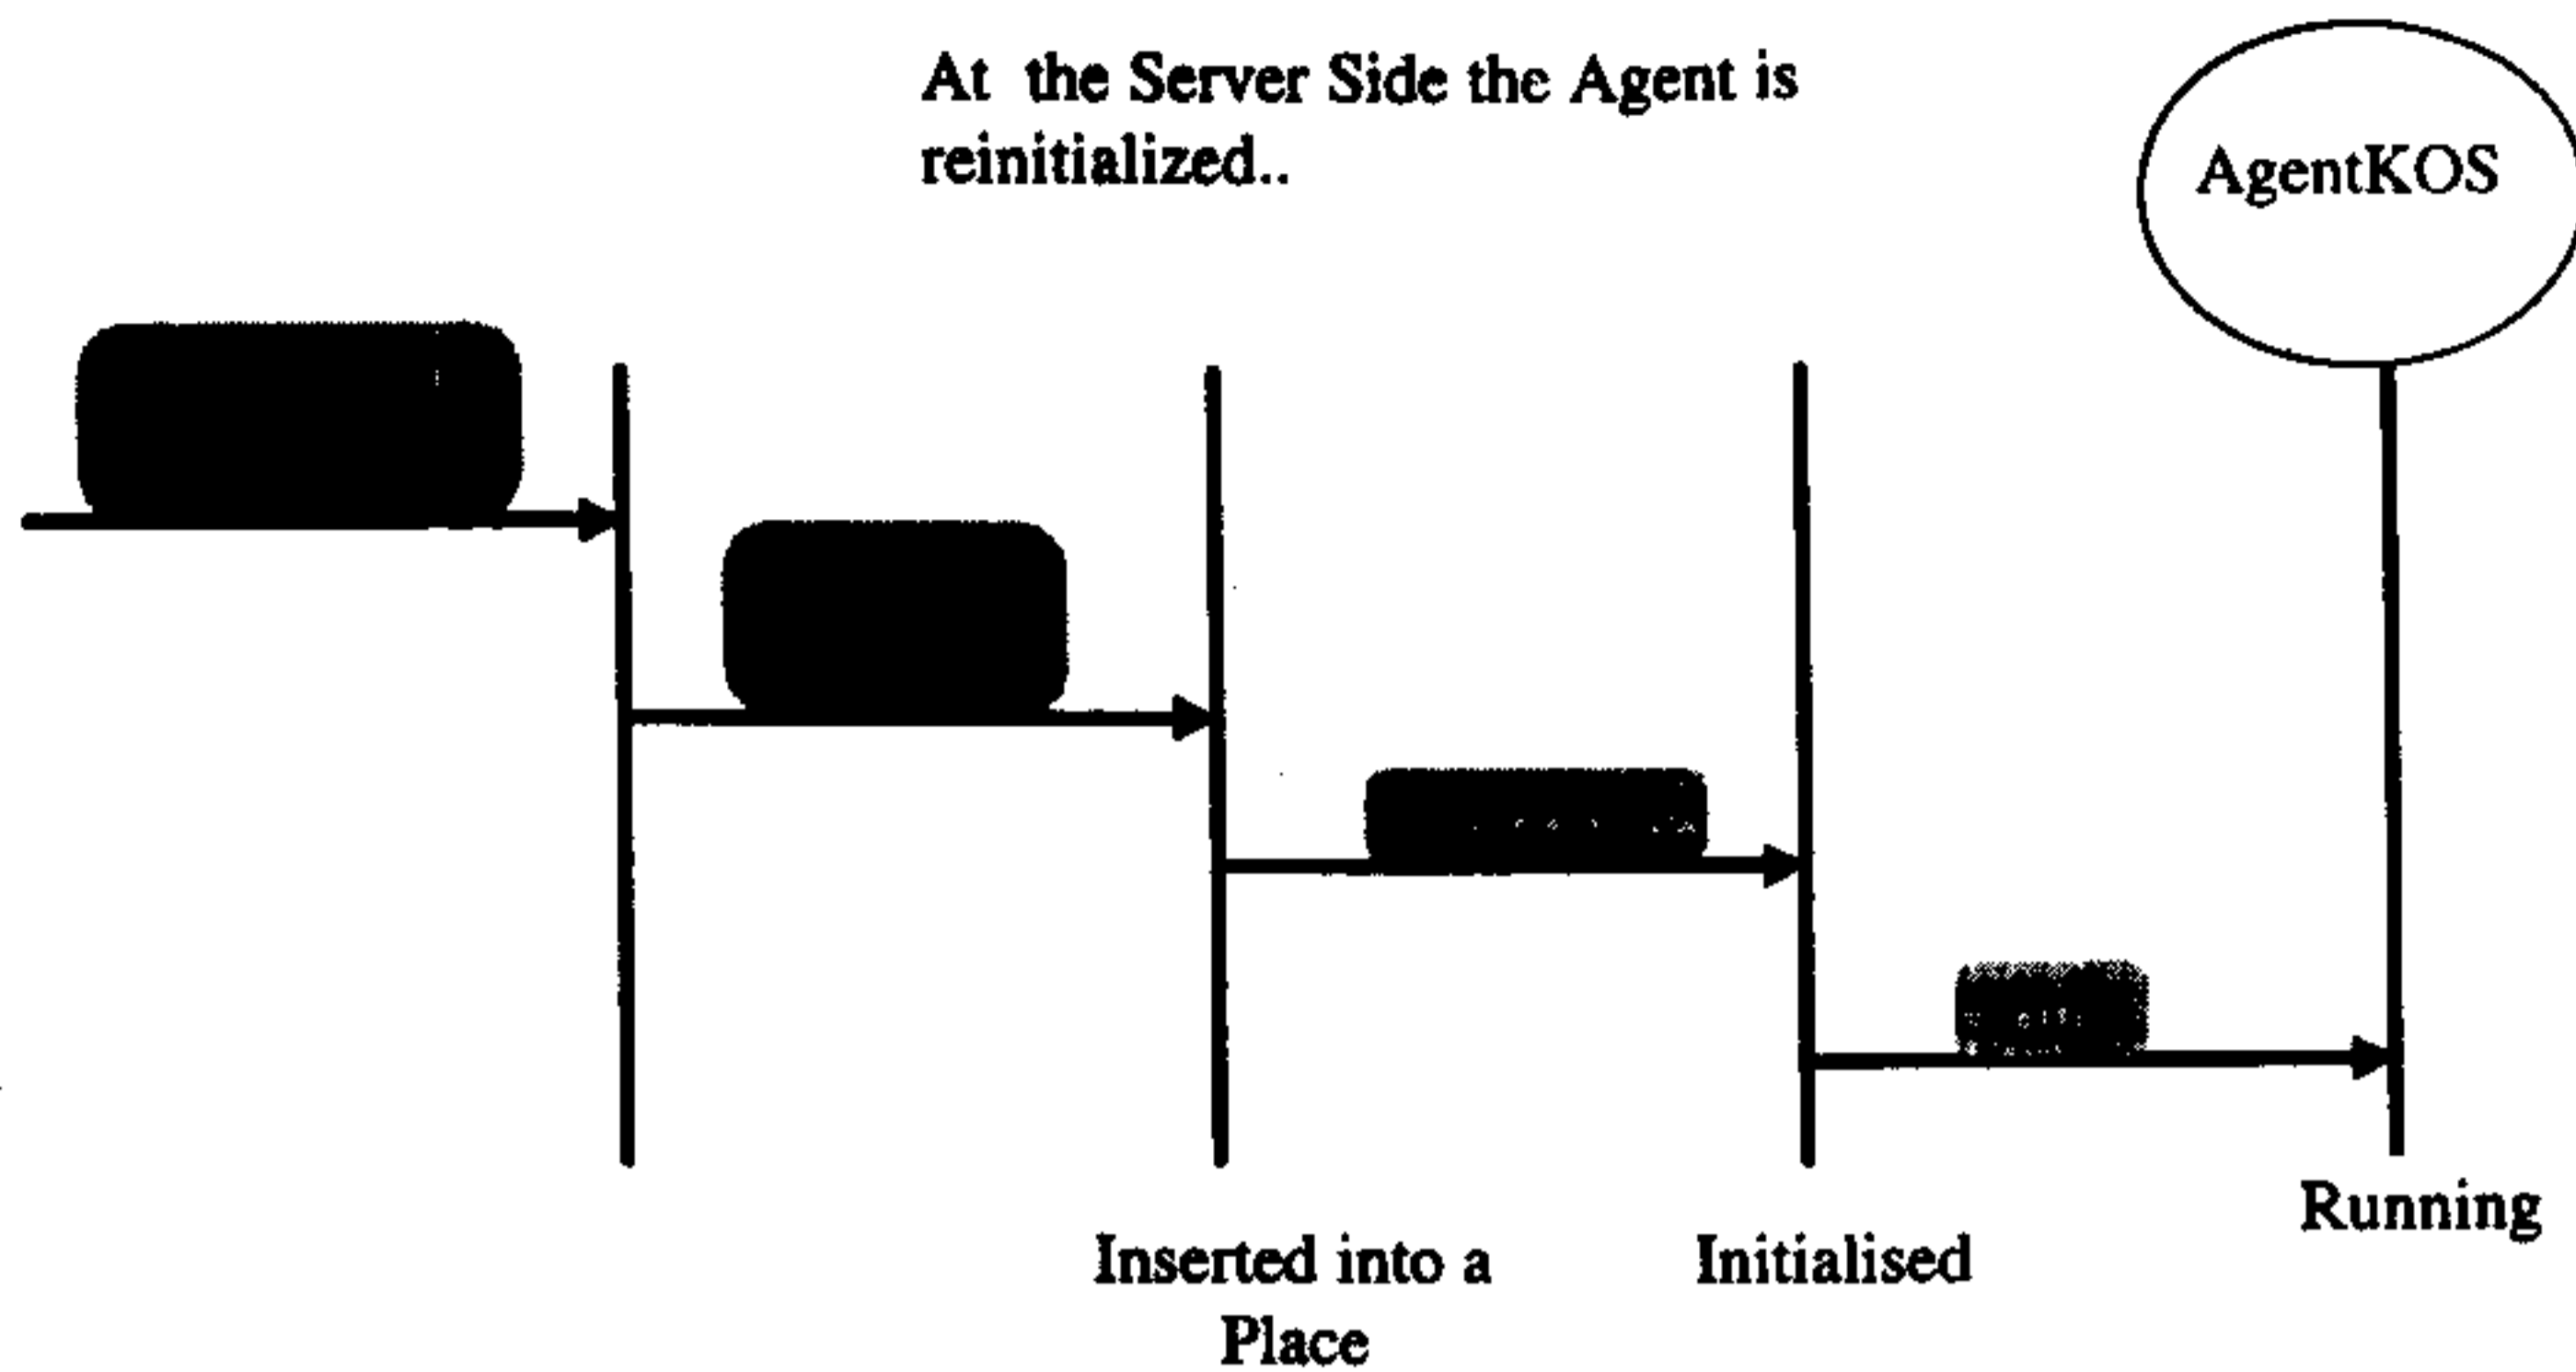 At the Server Side the Agent is
reinitialized..
AgentKOS
Running
Inserted into a
Place
Initialised